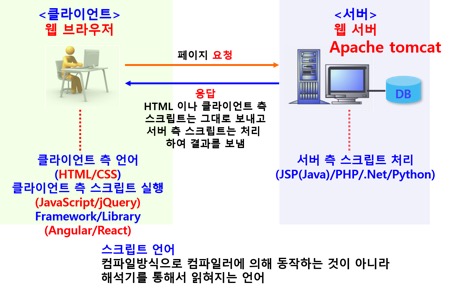 <클라이언트>
웹 브라우저
<서버>
웹 서버
Apache tomcat
페이지 요청
응답
HTML 이나 클라이언트 측
스크립트는 그대로 보내고
서버 측 스크립트는 처리
하여 결과를 보냄
DB
클라이언트 측 언어
(HTML/CSS)
클라이언트 측 스크립트 실행
(JavaScript/jQuery)
Framework/Library
(Angular/React)
서버 측 스크립트 처리
(JSP(Java)/PHP/.Net/Python)
스크립트 언어
컴파일방식으로 컴파일러에 의해 동작하는 것이 아니라
해석기를 통해서 읽혀지는 언어